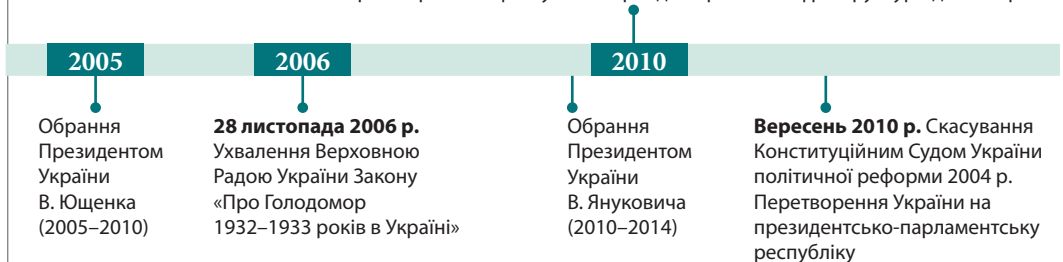 2005
2006
2010
Обрання
Президентом
України
В. Ющенка
(2005–2010)
28 листопада 2006 р.
Ухвалення Верховною
Радою України Закону
«Про Голодомор
1932–1933 років в Україні»
Обрання
Президентом
України
В. Януковича
(2010–2014)
Вересень 2010 р. Скасування
Конституційним Судом України
політичної реформи 2004 р.
Перетворення України на
президентсько-парламентську
республіку